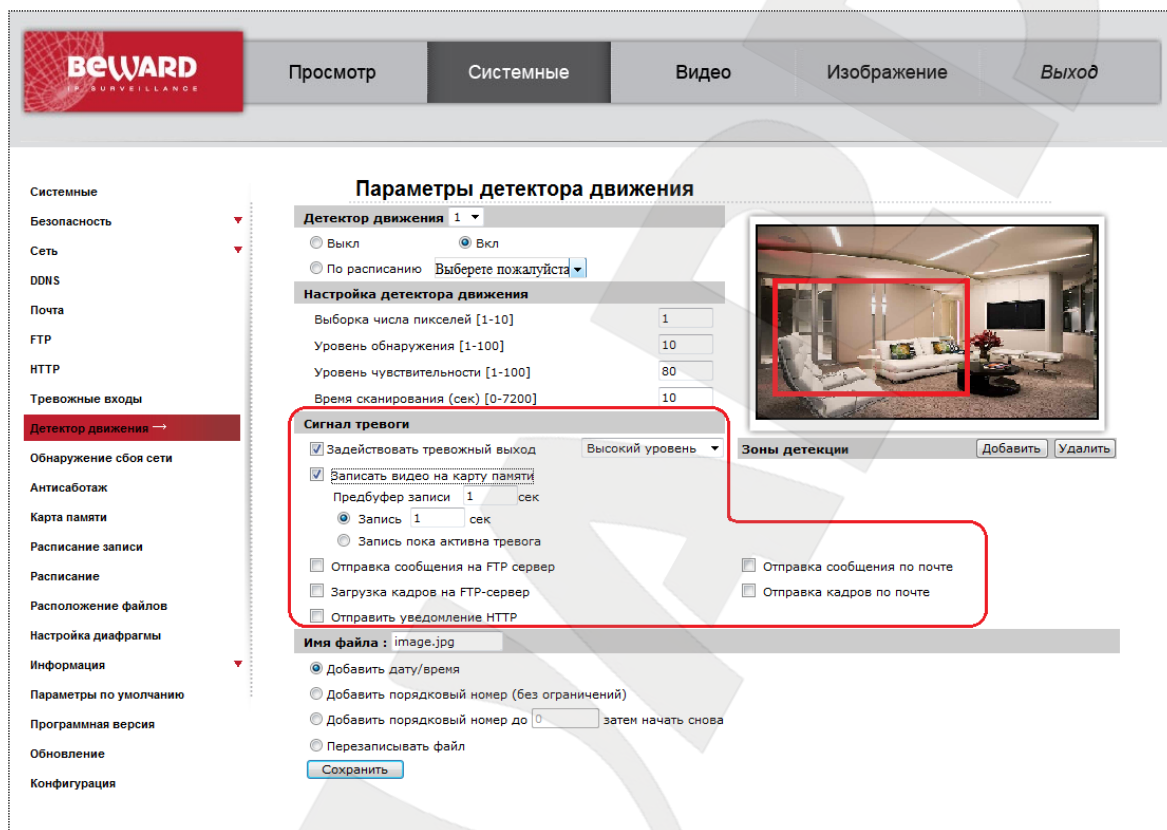 BEWARD
IP SURVEILLANCE
Просмотр
Системные
Видео
Изображение
Выход
Системные
Безопасность
Сеть
DDNS
Почта
FTP
HTTP
Тревожные входы
Детектор движения →
Обнаружение сбоя сети
Антисаботаж
Карта памяти
Расписание записи
Расписание
Расположение файлов
Настройка диафрагмы
Информация
Параметры по умолчанию
Программная версия
Обновление
Конфигурация
Параметры детектора движения
Детектор движения 1
Выкл Вкл
По расписанию Выберете пожалуйста
Настройка детектора движения
Выборка числа пикселей [1-10] 1
Уровень обнаружения [1-100] 10
Уровень чувствительности [1-100] 80
Время сканирования (сек) [0-7200] 10
Сигнал тревоги
Задействовать тревожный выход Высокий уровень
Зоны детекции Добавить Удалить
Записать видео на карту памяти
Предбуфер записи 1 сек
Запись 1 сек
Запись пока активна тревога
Отправка сообщения на FTP сервер Отправка сообщения по почте
Загрузка кадров на FTP-сервер Отправка кадров по почте
Отправить уведомление HTTP
Имя файла : image.jpg
Добавить дату/время
Добавить порядковый номер (без ограничений)
Добавить порядковый номер до 0 затем начать снова
Перезаписывать файл
Сохранить